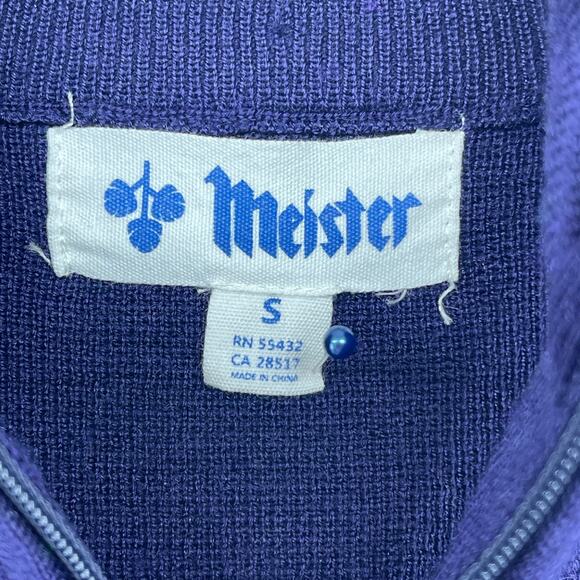 Meister
S
RN 55432
CA 28517
MADE IN CHINA